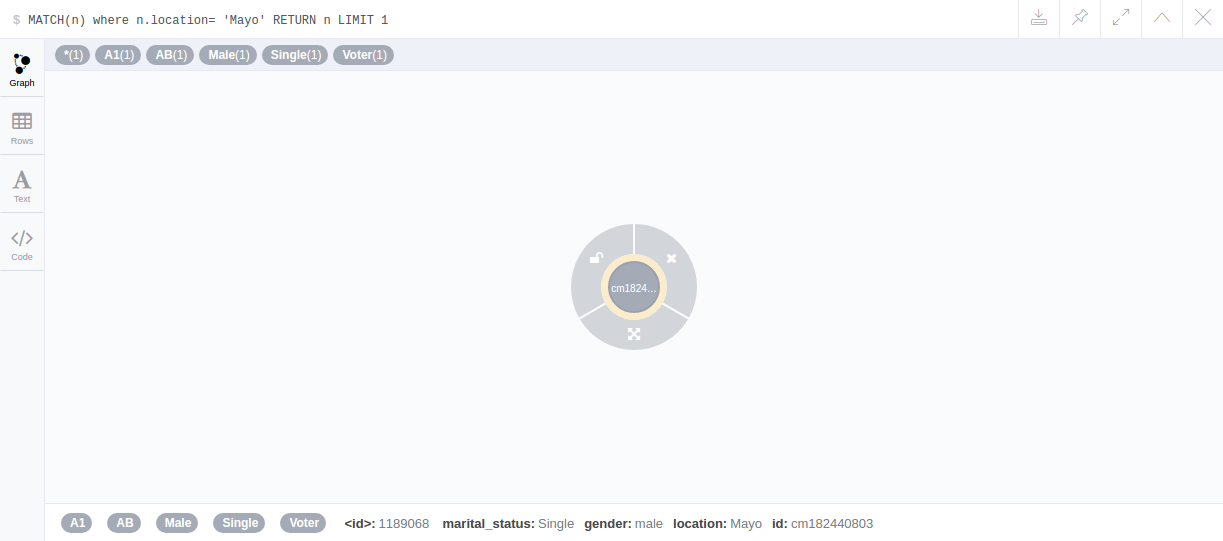 $ MATCH(n) where n.location= 'Mayo' RETURN n LIMIT 1
*(1) A1(1) AB(1) Male(1) Single(1) Voter(1)
Graph
Rows
A
Text
</>
Code
cm1824...
A1 AB Male Single Voter <id>: 1189068 marital_status: Single gender: male location: Mayo id: cm182440803